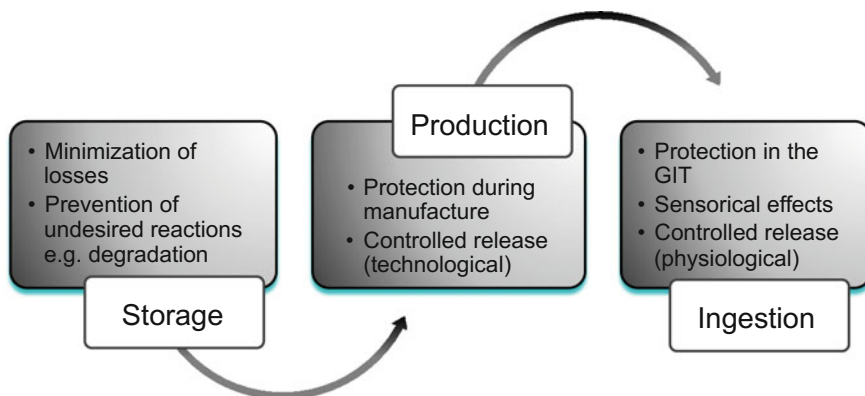 • Minimization of
losses
• Prevention of
undesired reactions
e.g. degradation
Storage
Production
• Protection during
manufacture
• Controlled release
(technological)
• Protection in the
GIT
• Sensorical effects
• Controlled release
(physiological)
Ingestion